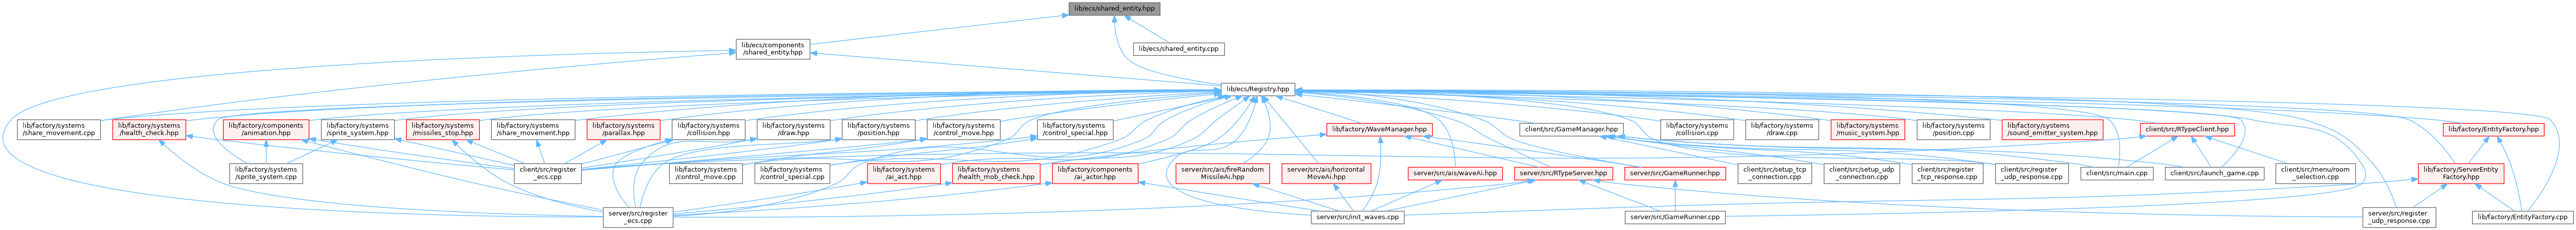 lib/ecs/shared_entity.hpp
lib/ecs/components
/shared_entity.hpp
lib/ecs/shared_entity.cpp
lib/ecs/Registry.hpp
lib/factory/systems
/share_movement.cpp
lib/factory/systems
/health_check.hpp
lib/factory/components
/animation.hpp
lib/factory/systems
/sprite_system.hpp
lib/factory/systems
/missiles_stop.hpp
lib/factory/systems
/share_movement.hpp
lib/factory/systems
/parallax.hpp
lib/factory/systems
/collision.hpp
lib/factory/systems
/draw.hpp
lib/factory/systems
/position.hpp
lib/factory/systems
/control_move.hpp
lib/factory/systems
/control_special.hpp
lib/factory/WaveManager.hpp
client/src/GameManager.hpp
lib/factory/systems
/collision.cpp
lib/factory/systems
/draw.cpp
lib/factory/systems
/music_system.hpp
lib/factory/systems
/position.cpp
lib/factory/systems
/sound_emitter_system.hpp
client/src/RTypeClient.hpp
lib/factory/EntityFactory.hpp
lib/factory/systems
/sprite_system.cpp
client/src/register
_ecs.cpp
lib/factory/systems
/control_move.cpp
lib/factory/systems
/control_special.cpp
lib/factory/systems
/ai_act.hpp
lib/factory/systems
/health_mob_check.hpp
lib/factory/components
/ai_actor.hpp
server/src/ais/fireRandom
MissileAi.hpp
server/src/ais/horizontal
MoveAi.hpp
server/src/ais/waveAi.hpp
server/src/RTypeServer.hpp
server/src/GameRunner.hpp
client/src/setup_tcp
_connection.cpp
client/src/setup_udp
_connection.cpp
client/src/register
_tcp_response.cpp
client/src/register
_udp_response.cpp
client/src/main.cpp
client/src/launch_game.cpp
client/src/menu/room
_selection.cpp
lib/factory/ServerEntity
Factory.hpp
server/src/register
_ecs.cpp
server/src/init_waves.cpp
server/src/GameRunner.cpp
server/src/register
_udp_response.cpp
lib/factory/EntityFactory.cpp